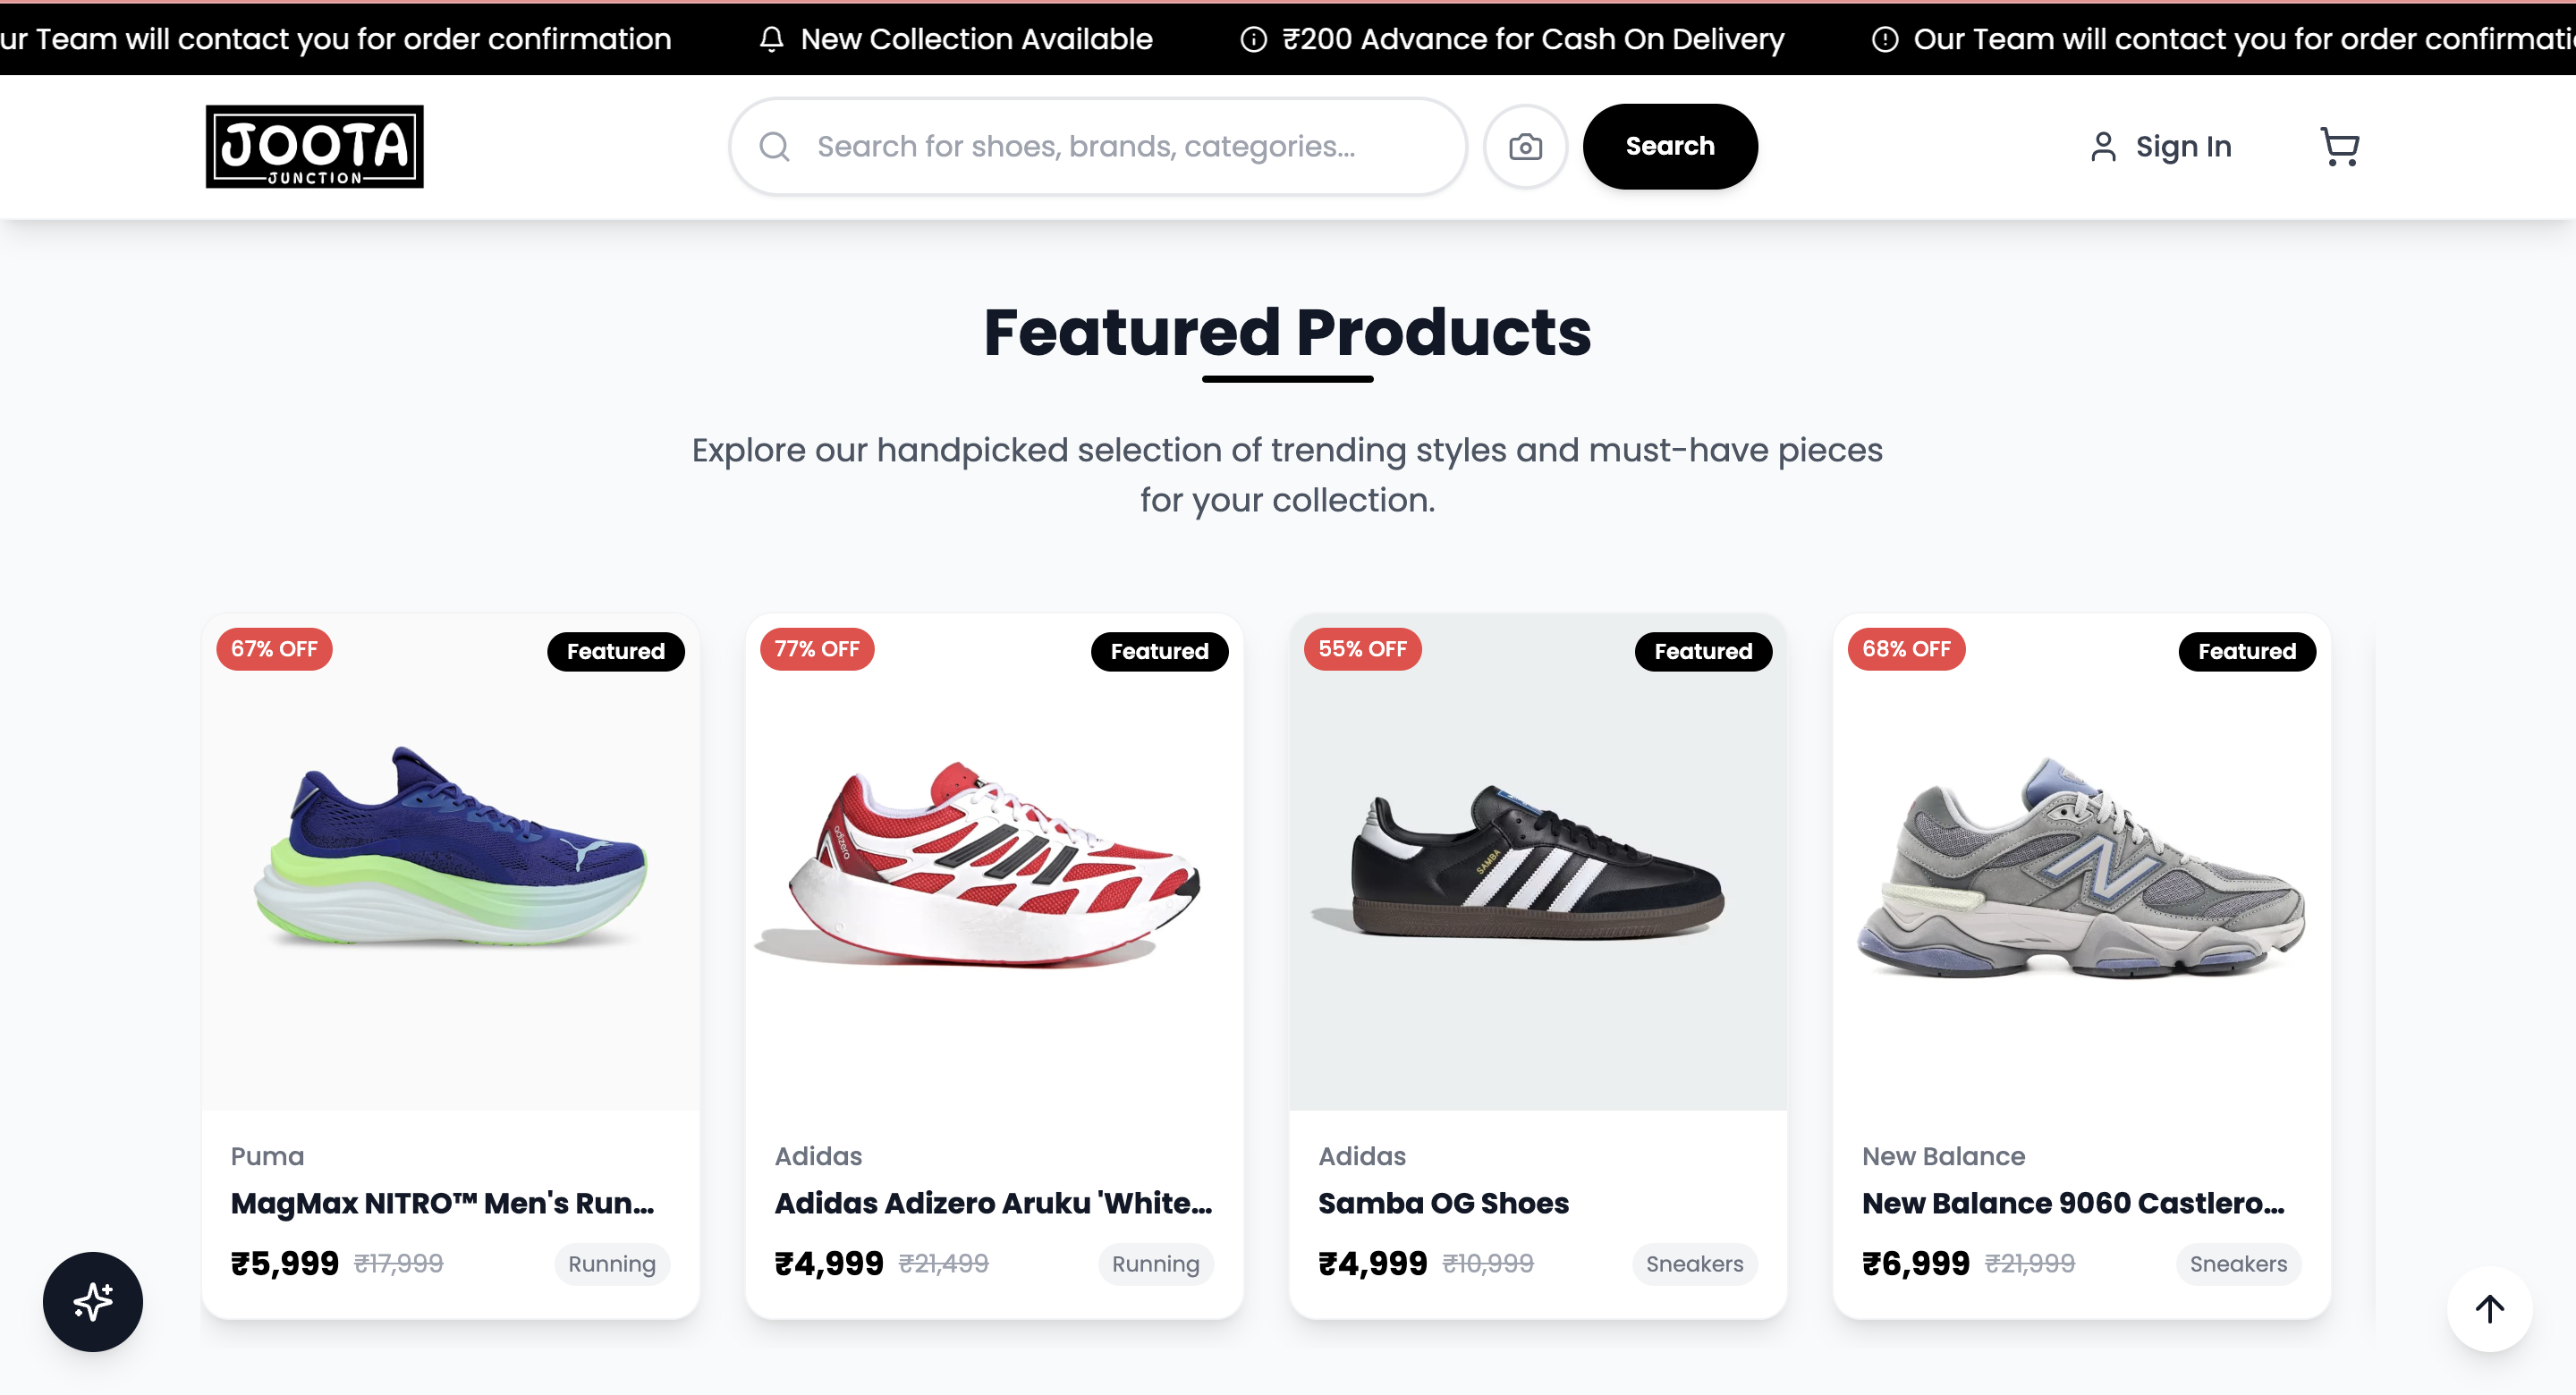 ur Team will contact you for order confirmation New Collection Available ₹200 Advance for Cash On Delivery Our Team will contact you for order
JOOTA
JUNCTION
Search for shoes, brands, categories...
Search
Sign In
Featured Products
Explore our handpicked selection of trending styles and must-have pieces
for your collection.
67% OFF
Featured
77% OFF
Featured
55% OFF
Featured
68% OFF
Featured
adizero
SAMBA
Puma
MagMax NITRO™ Men's Run...
₹5,999 ₹17,999 Running
Adidas
Adidas Adizero Aruku 'White...
₹4,999 ₹21,499 Running
Adidas
Samba OG Shoes
₹4,999 ₹10,999 Sneakers
New Balance
New Balance 9060 Castlero...
₹6,999 ₹21,999 Sneakers